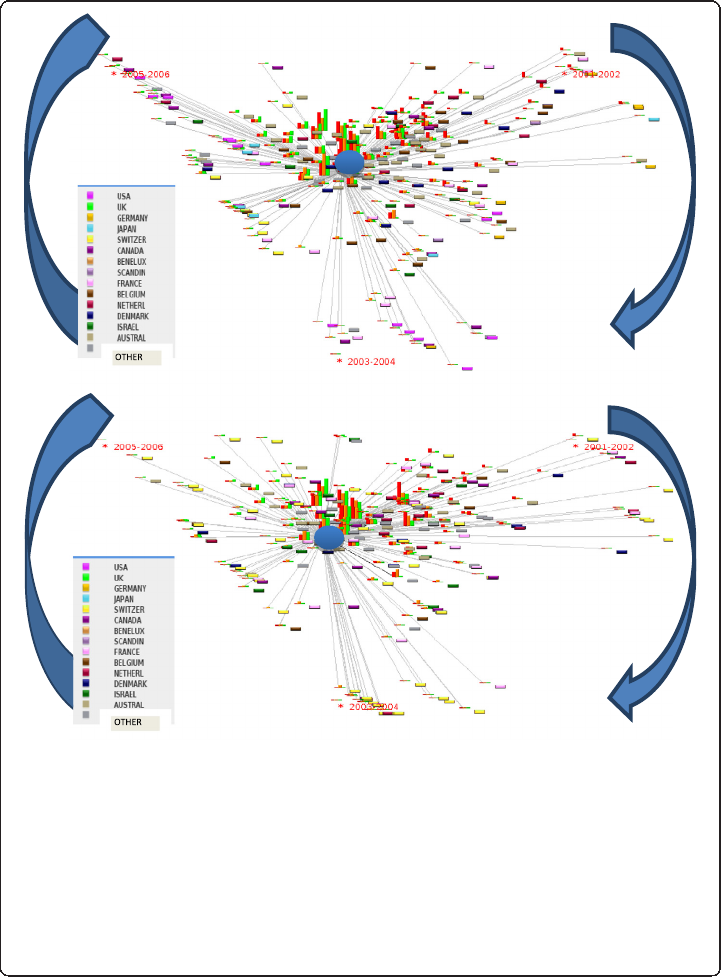 * 2005-2006
* 2001-2002
USA
UK
GERMANY
JAPAN
SWITZER
CANADA
BENELUX
SCANDIN
FRANCE
BELGIUM
NETHERL
DENMARK
ISRAEL
AUSTRAL
OTHER
* 2003-2004
* 2005-2006
* 2001-2002
USA
UK
GERMANY
JAPAN
SWITZER
CANADA
BENELUX
SCANDIN
FRANCE
BELGIUM
NETHERL
DENMARK
ISRAEL
AUSTRAL
OTHER
* 2003-2004